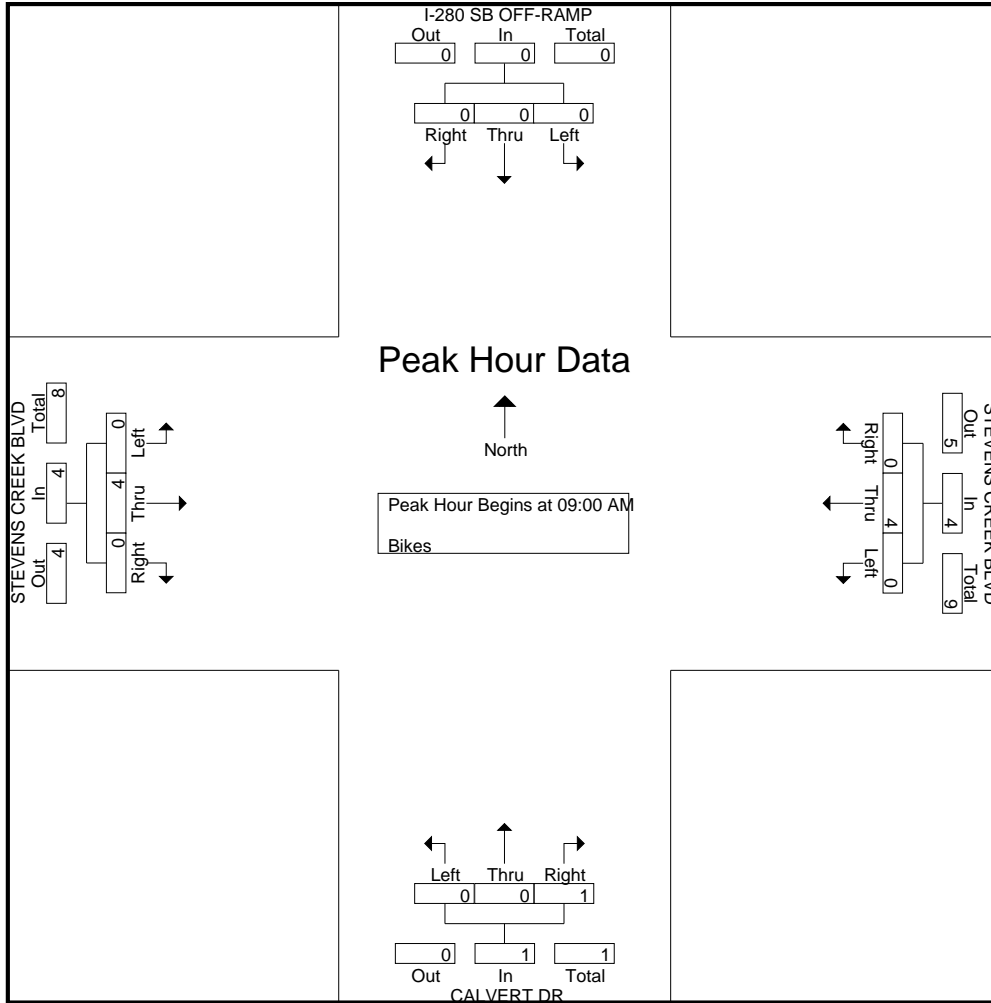 I-280 SB OFF-RAMP
Out In Total
0 0 0
0 0 0
Right Thru Left
Peak Hour Data
North
Peak Hour Begins at 09:00 AM
Bikes
STEVENS CREEK BLVD
Out In Total
4 4 8
Right Thru Left
0 4 0
STEVENS CREEK BLVD
Out In Total
5 4 9
Right Thru Left
0 4 0
Left Thru Right
0 0 1
0 1 1
Out In Total
CALVERT DR